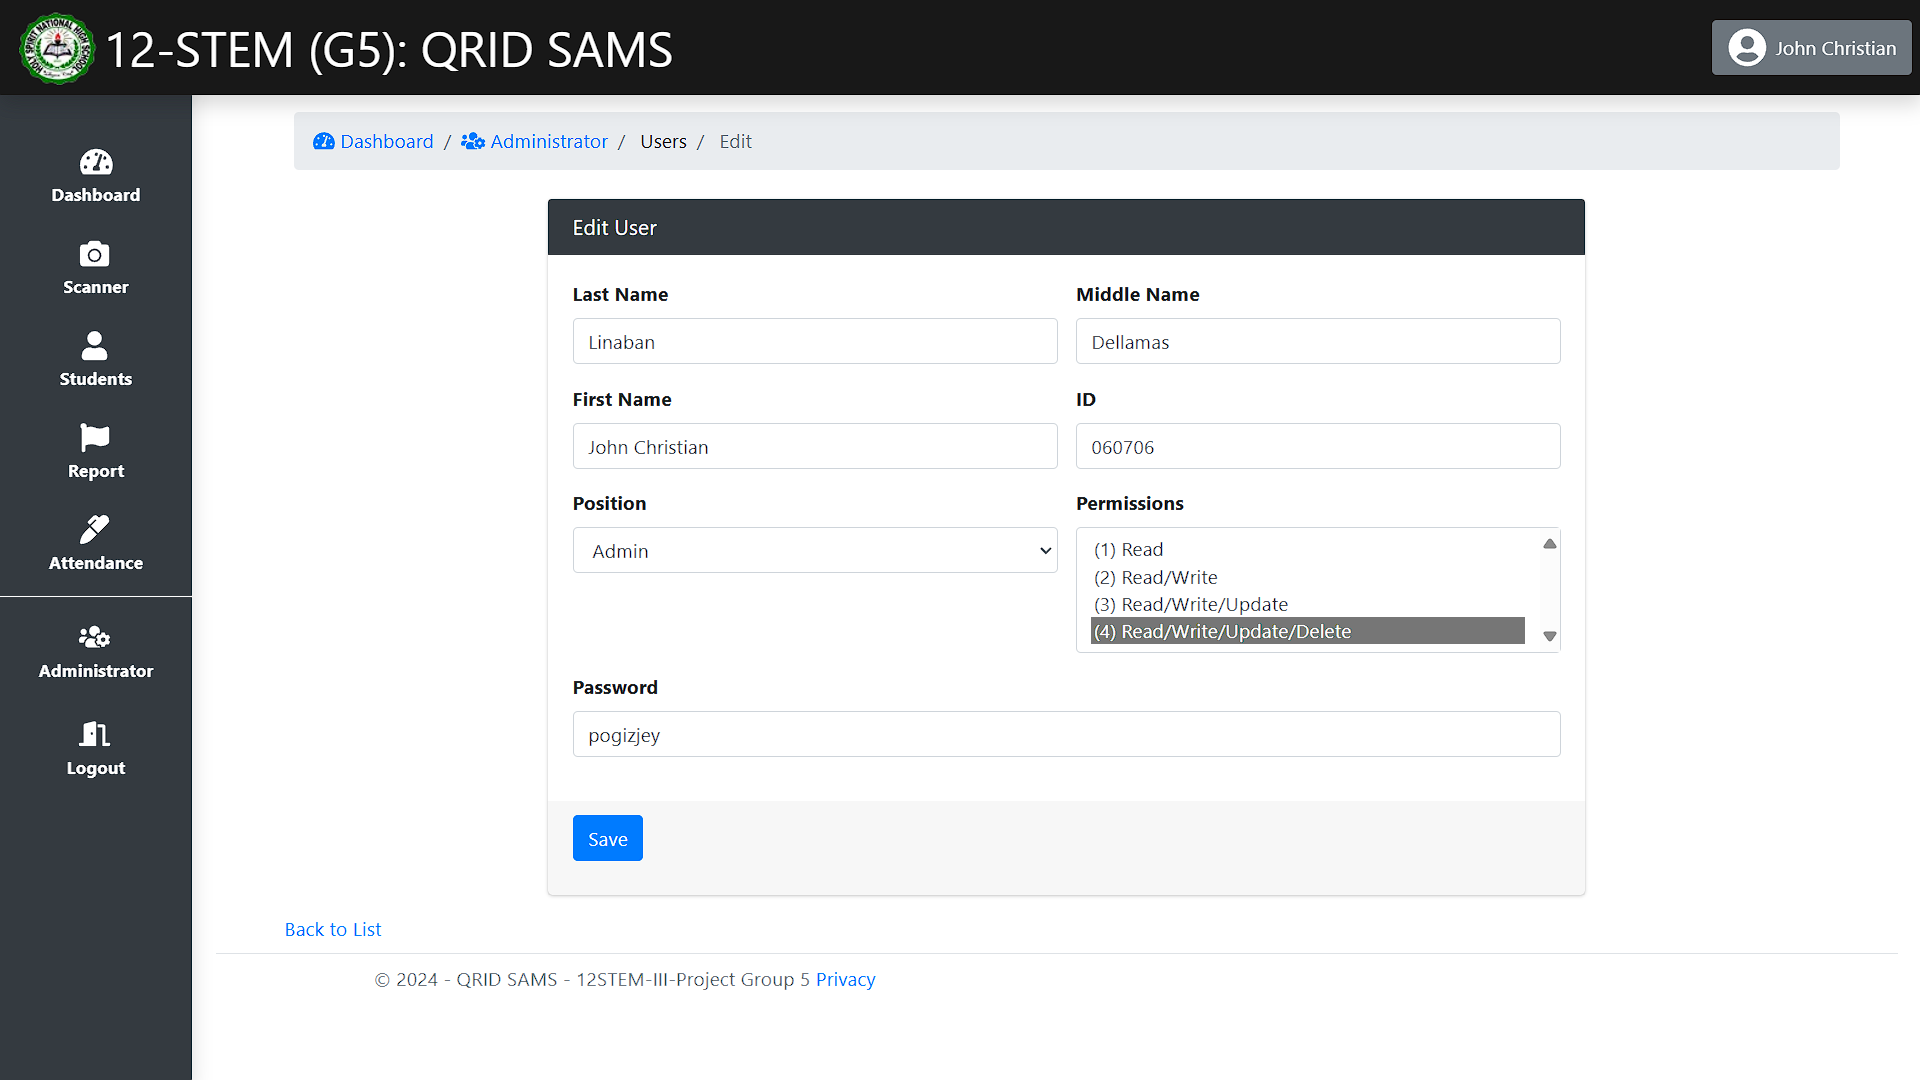 12-STEM (G5): QRID SAMS
John Christian
Dashboard / Administrator / Users / Edit
Dashboard
Scanner
Students
Report
Attendance
Administrator
Logout
Edit User
Last Name
Linaban
Middle Name
Dellamas
First Name
John Christian
ID
060706
Position
Admin
Permissions
(1) Read
(2) Read/Write
(3) Read/Write/Update
(4) Read/Write/Update/Delete
Password
pogizjey
Save
Back to List
© 2024 - QRID SAMS - 12STEM-III-Project Group 5 Privacy